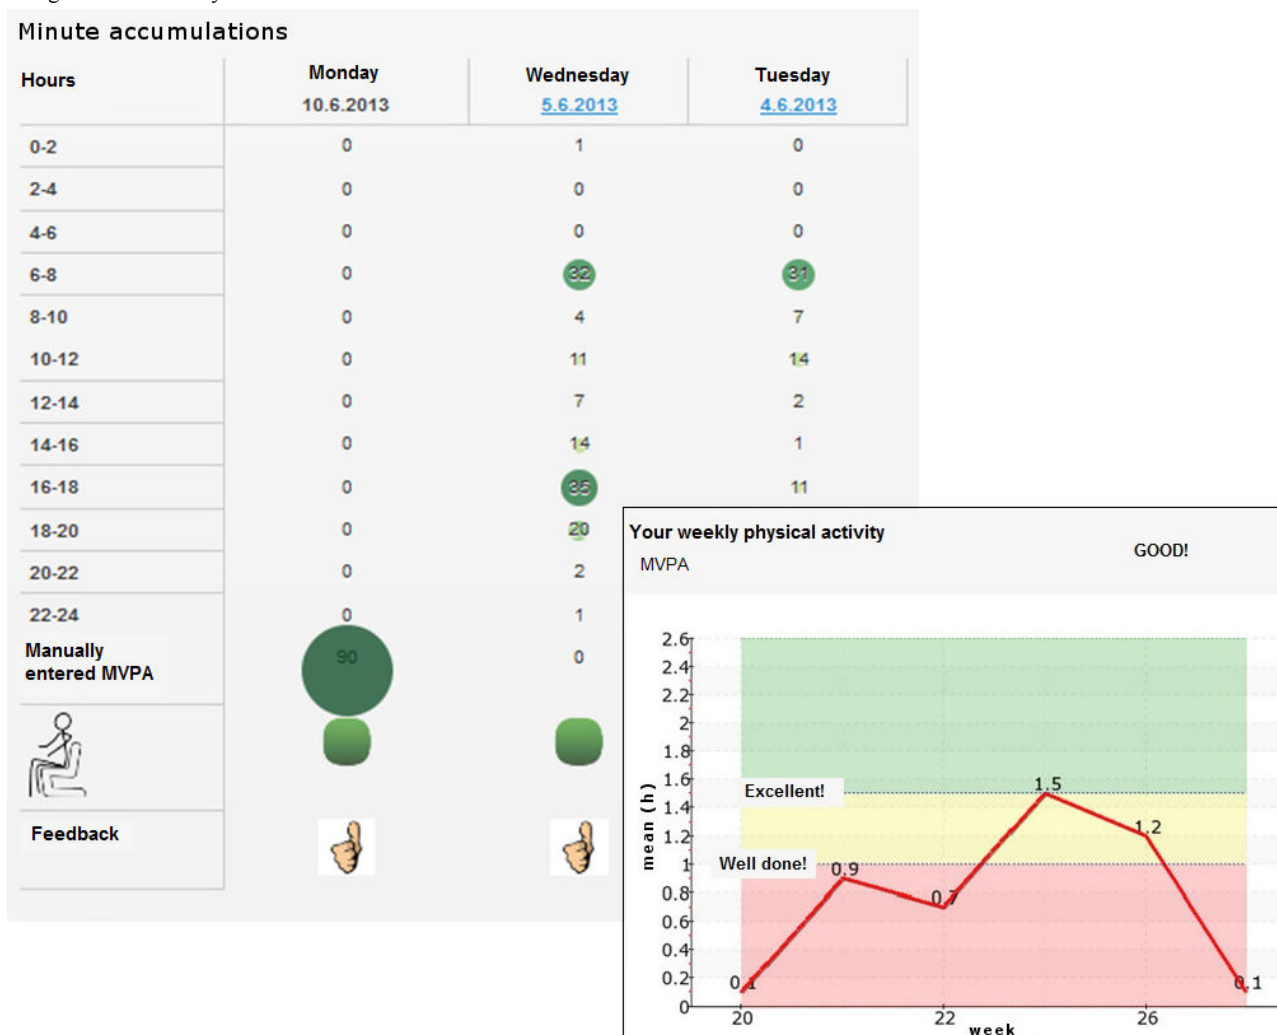 Minute accumulations
Hours Monday Wednesday Tuesday
10.6.2013 5.6.2013 4.6.2013
0-2 0 1 0
2-4 0 0 0
4-6 0 0 0
6-8 0 32 31
8-10 0 4 7
10-12 0 11 14
12-14 0 7 2
14-16 0 14 1
16-18 0 35 11
18-20 0 20
20-22 0 2
22-24 0 1
Manually
entered MVPA 90 0
Feedback
Your weekly physical activity
MVPA
GOOD!
mean (h)
2.6
2.4
2.2
2
1.8
1.6
1.4
1.2
1
0.8
0.6
0.4
0.2
0
Excellent!
Well done!
0.1 0.9 0.7 1.5 1.2 0.1
20 22 26
week